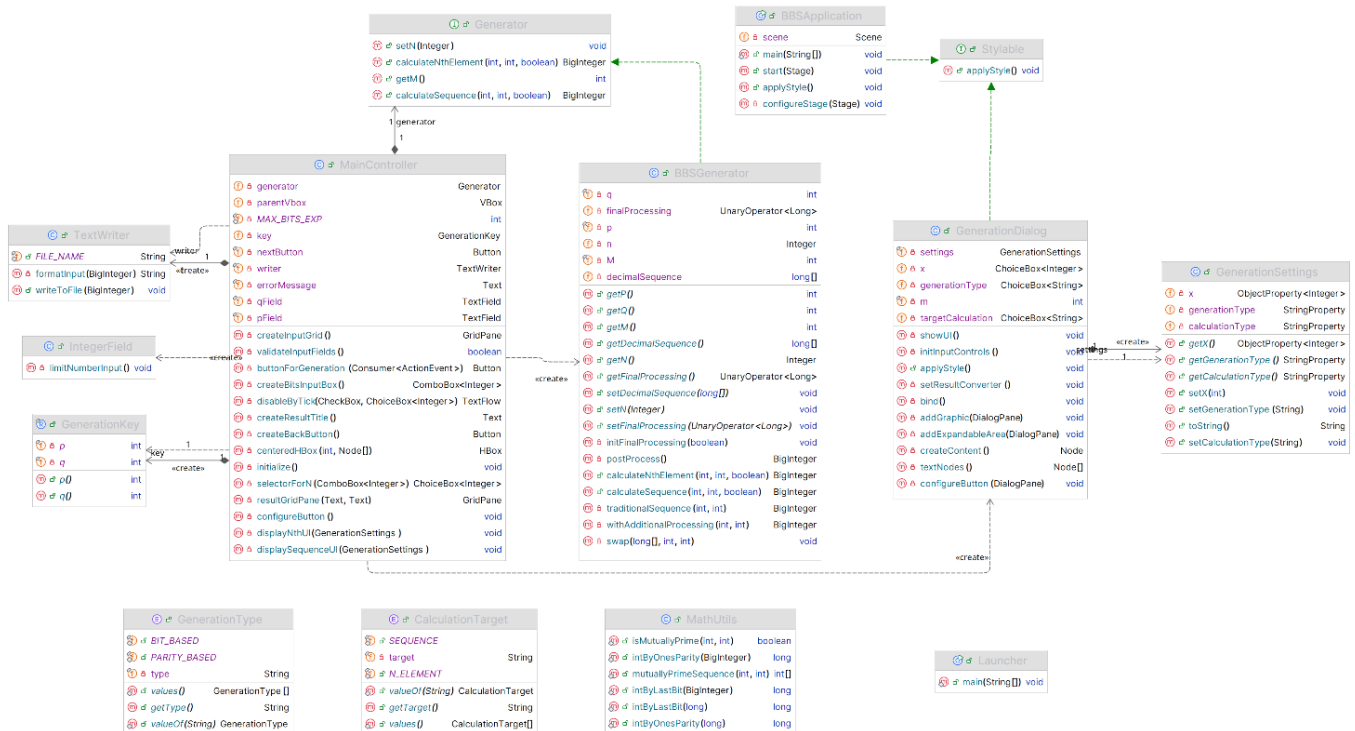 Generator
setN(Integer) void
calculateNthElement(int, int, boolean) BigInteger
getM() int
calculateSequence(int, int, boolean) BigInteger
BBSApplication
scene Scene
main(String[]) void
start(Stage) void
applyStyle() void
configureStage(Stage) void
Stylable
applyStyle() void
1 generator
1
MainController
generator Generator
parentVbox VBox
MAX_BITS_EXP int
key GenerationKey
nextButton Button
writer TextWriter
errorMessage Text
qField TextField
pField TextField
createInputGrid() GridPane
validateInputFields() boolean
buttonForGeneration(Consumer<ActionEvent>) Button
createBitsInputBox() ComboBox<Integer>
disableByTick(CheckBox, ChoiceBox<Integer>) TextFlow
createResultTitle() Text
createBackButton() Button
centeredHBox(int, Node[]) HBox
initialize() void
selectorForN(ComboBox<Integer>) ChoiceBox<Integer>
resultGridPane(Text, Text) GridPane
configureButton() void
displayNthUI(GenerationSettings) void
displaySequenceUI(GenerationSettings) void
TextWriter
FILE_NAME String
formatInput(BigInteger) String
writeToFile(BigInteger) void
writer
1
«create»
IntegerField
limitNumberInput() void
«create»
GenerationKey
p int
q int
p() int
q() int
1
key
1
«create»
BBSGenerator
q int
finalProcessing UnaryOperator<Long>
p int
n Integer
M int
decimalSequence long[]
getP() int
getQ() int
getM() int
getDecimalSequence() long[]
getN() Integer
getFinalProcessing() UnaryOperator<Long>
setDecimalSequence(long[]) void
setN(Integer) void
setFinalProcessing(UnaryOperator<Long>) void
initFinalProcessing(boolean) void
postProcess() BigInteger
calculateNthElement(int, int, boolean) BigInteger
calculateSequence(int, int, boolean) BigInteger
traditionalSequence(int, int) BigInteger
withAdditionalProcessing(int, int) BigInteger
swap(long[], int, int) void
«create»
GenerationDialog
settings GenerationSettings
x ChoiceBox<Integer>
generationType ChoiceBox<String>
m int
targetCalculation ChoiceBox<String>
showUI() void
initInputControls() void
applyStyle() void
setResultConverter() void
bind() void
addGraphic(DialogPane) void
addExpandableArea(DialogPane) void
createContent() Node
textNodes() Node[]
configureButton(DialogPane) void
1
«create»
settings
1
GenerationSettings
x ObjectProperty<Integer>
generationType StringProperty
calculationType StringProperty
getX() ObjectProperty<Integer>
getGenerationType() StringProperty
getCalculationType() StringProperty
setX(int) void
setGenerationType(String) void
toString() String
setCalculationType(String) void
«create»
GenerationType
BIT_BASED
PARITY_BASED
type String
values() GenerationType[]
getType() String
valueOf(String) GenerationType
CalculationTarget
SEQUENCE
target String
N_ELEMENT
valueOf(String) CalculationTarget
getTarget() String
values() CalculationTarget[]
MathUtils
isMutuallyPrime(int, int) boolean
intByOnesParity(BigInteger) long
mutuallyPrimeSequence(int, int) int[]
intByLastBit(BigInteger) long
intByLastBit(long) long
intByOnesParity(long) long
Launcher
main(String[]) void